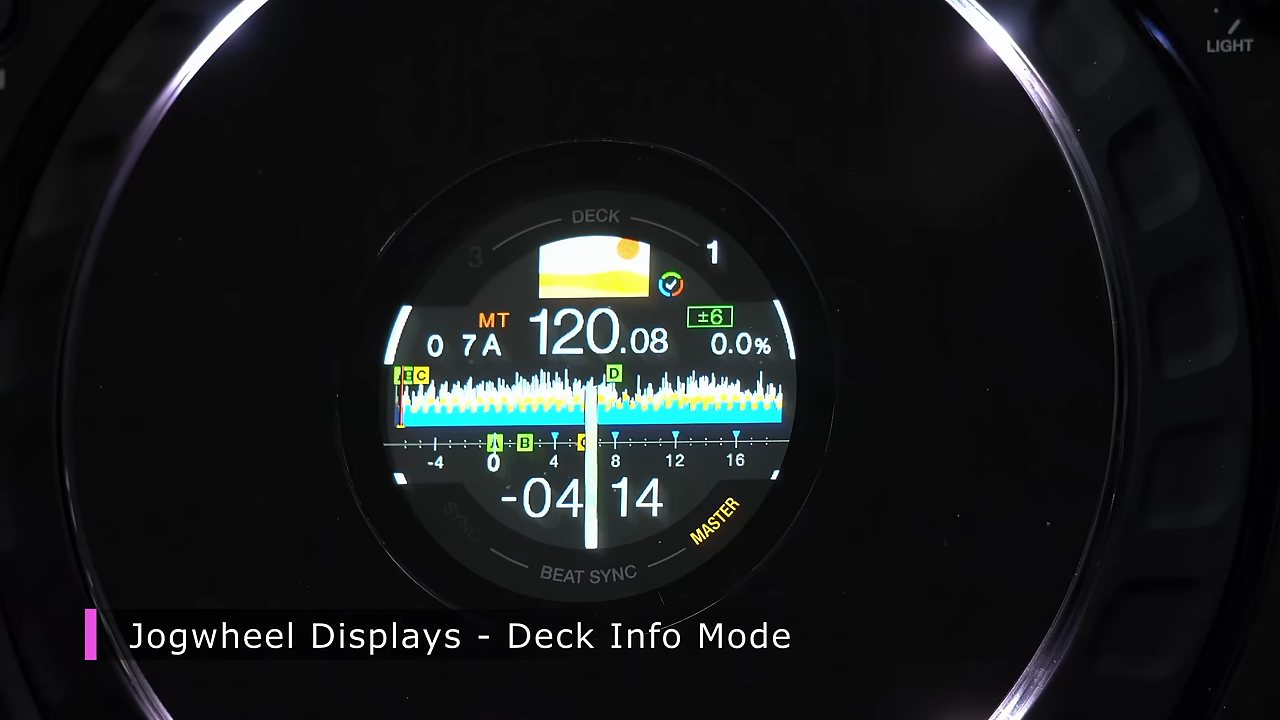 LIGHT
DECK
3 1
MT 120.08 ±6
0 7A 0.0%
C D
A B
-4 0 4 8 12 16
-04 14
SYNC MASTER
BEAT SYNC
Jogwheel Displays - Deck Info Mode